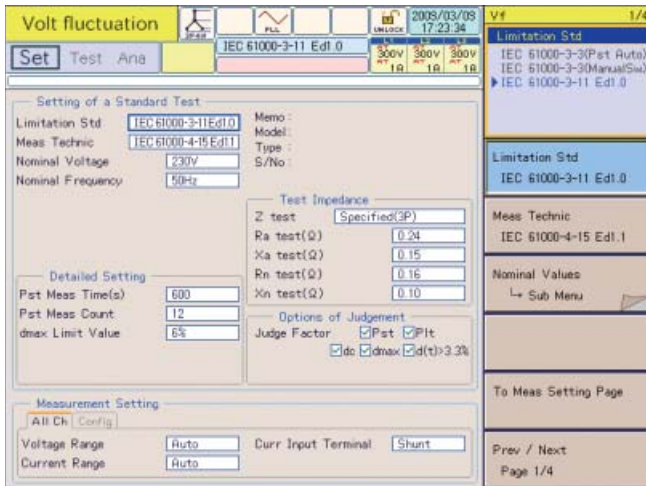 Volt fluctuation
2P4W
PLL
UNLOCK
2009/03/09
17:23:34
Set Test Ana
IEC 61000-3-11 Ed1.0
300V 300V 300V
1A 1A 1A
Setting of a Standard Test
Limitation Std IEC 61000-3-11Ed1.0
Meas Technic IEC 61000-4-15 Ed1.1
Nominal Voltage 230V
Nominal Frequency 50Hz
Memo :
Model :
Type :
S/No :
Test Impedance
Z test Specified(3P)
Ra test(Ω) 0.24
Xa test(Ω) 0.15
Rn test(Ω) 0.16
Xn test(Ω) 0.10
Detailed Setting
Pst Meas Time(s) 600
Pst Meas Count 12
dmax Limit Value 6%
Options of Judgement
Judge Factor Pst Plt
dc dmax d(t)>3.3%
Measurement Setting
All Ch Config
Voltage Range Auto
Current Range Auto
Curr Input Terminal Shunt
Vf 1/4
Limitation Std
IEC 61000-3-3(Pst Auto)
IEC 61000-3-3(ManualSw)
IEC 61000-3-11 Ed1.0
Limitation Std
IEC 61000-3-11 Ed1.0
Meas Technic
IEC 61000-4-15 Ed1.1
Nominal Values
Sub Menu
To Meas Setting Page
Prev / Next
Page 1/4